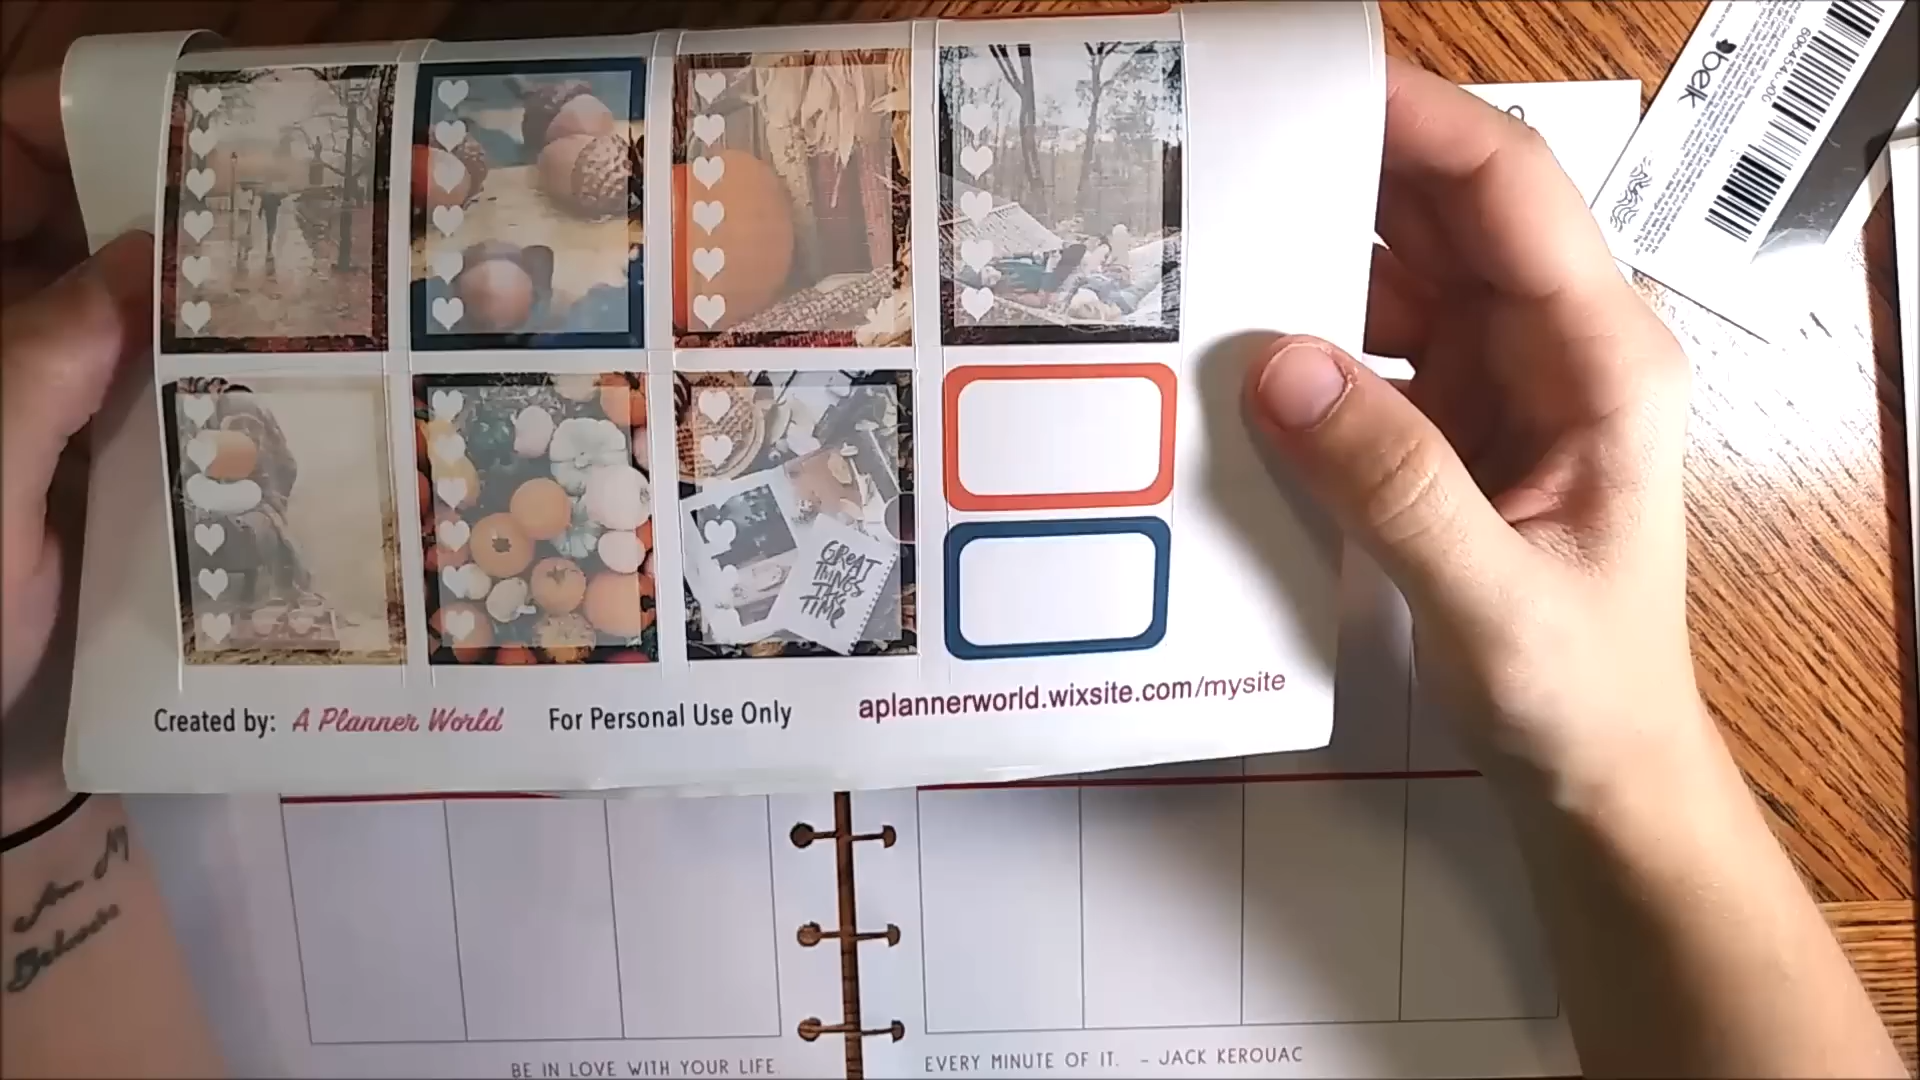 belk
GREAT
THINGS
TAKE
TIME
Created by: A Planner World For Personal Use Only aplannerworld.wixsite.com/mysite
BE IN LOVE WITH YOUR LIFE. EVERY MINUTE OF IT. - JACK KEROUAC